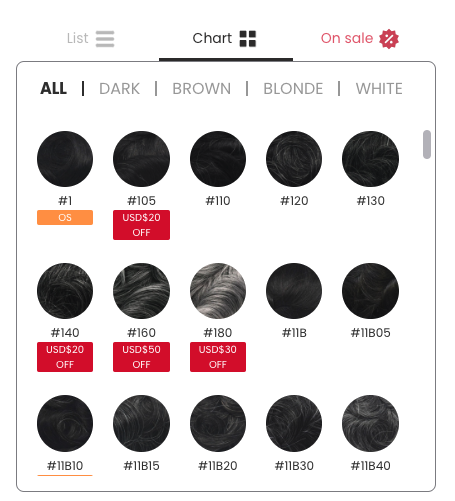 List
Chart
On sale
ALL | DARK | BROWN | BLONDE | WHITE
#1 #105 #110 #120 #130
OS USD$20
OFF
#140 #160 #180 #11B #11B05
USD$20 USD$50 USD$30
OFF OFF OFF
#11B10 #11B15 #11B20 #11B30 #11B40